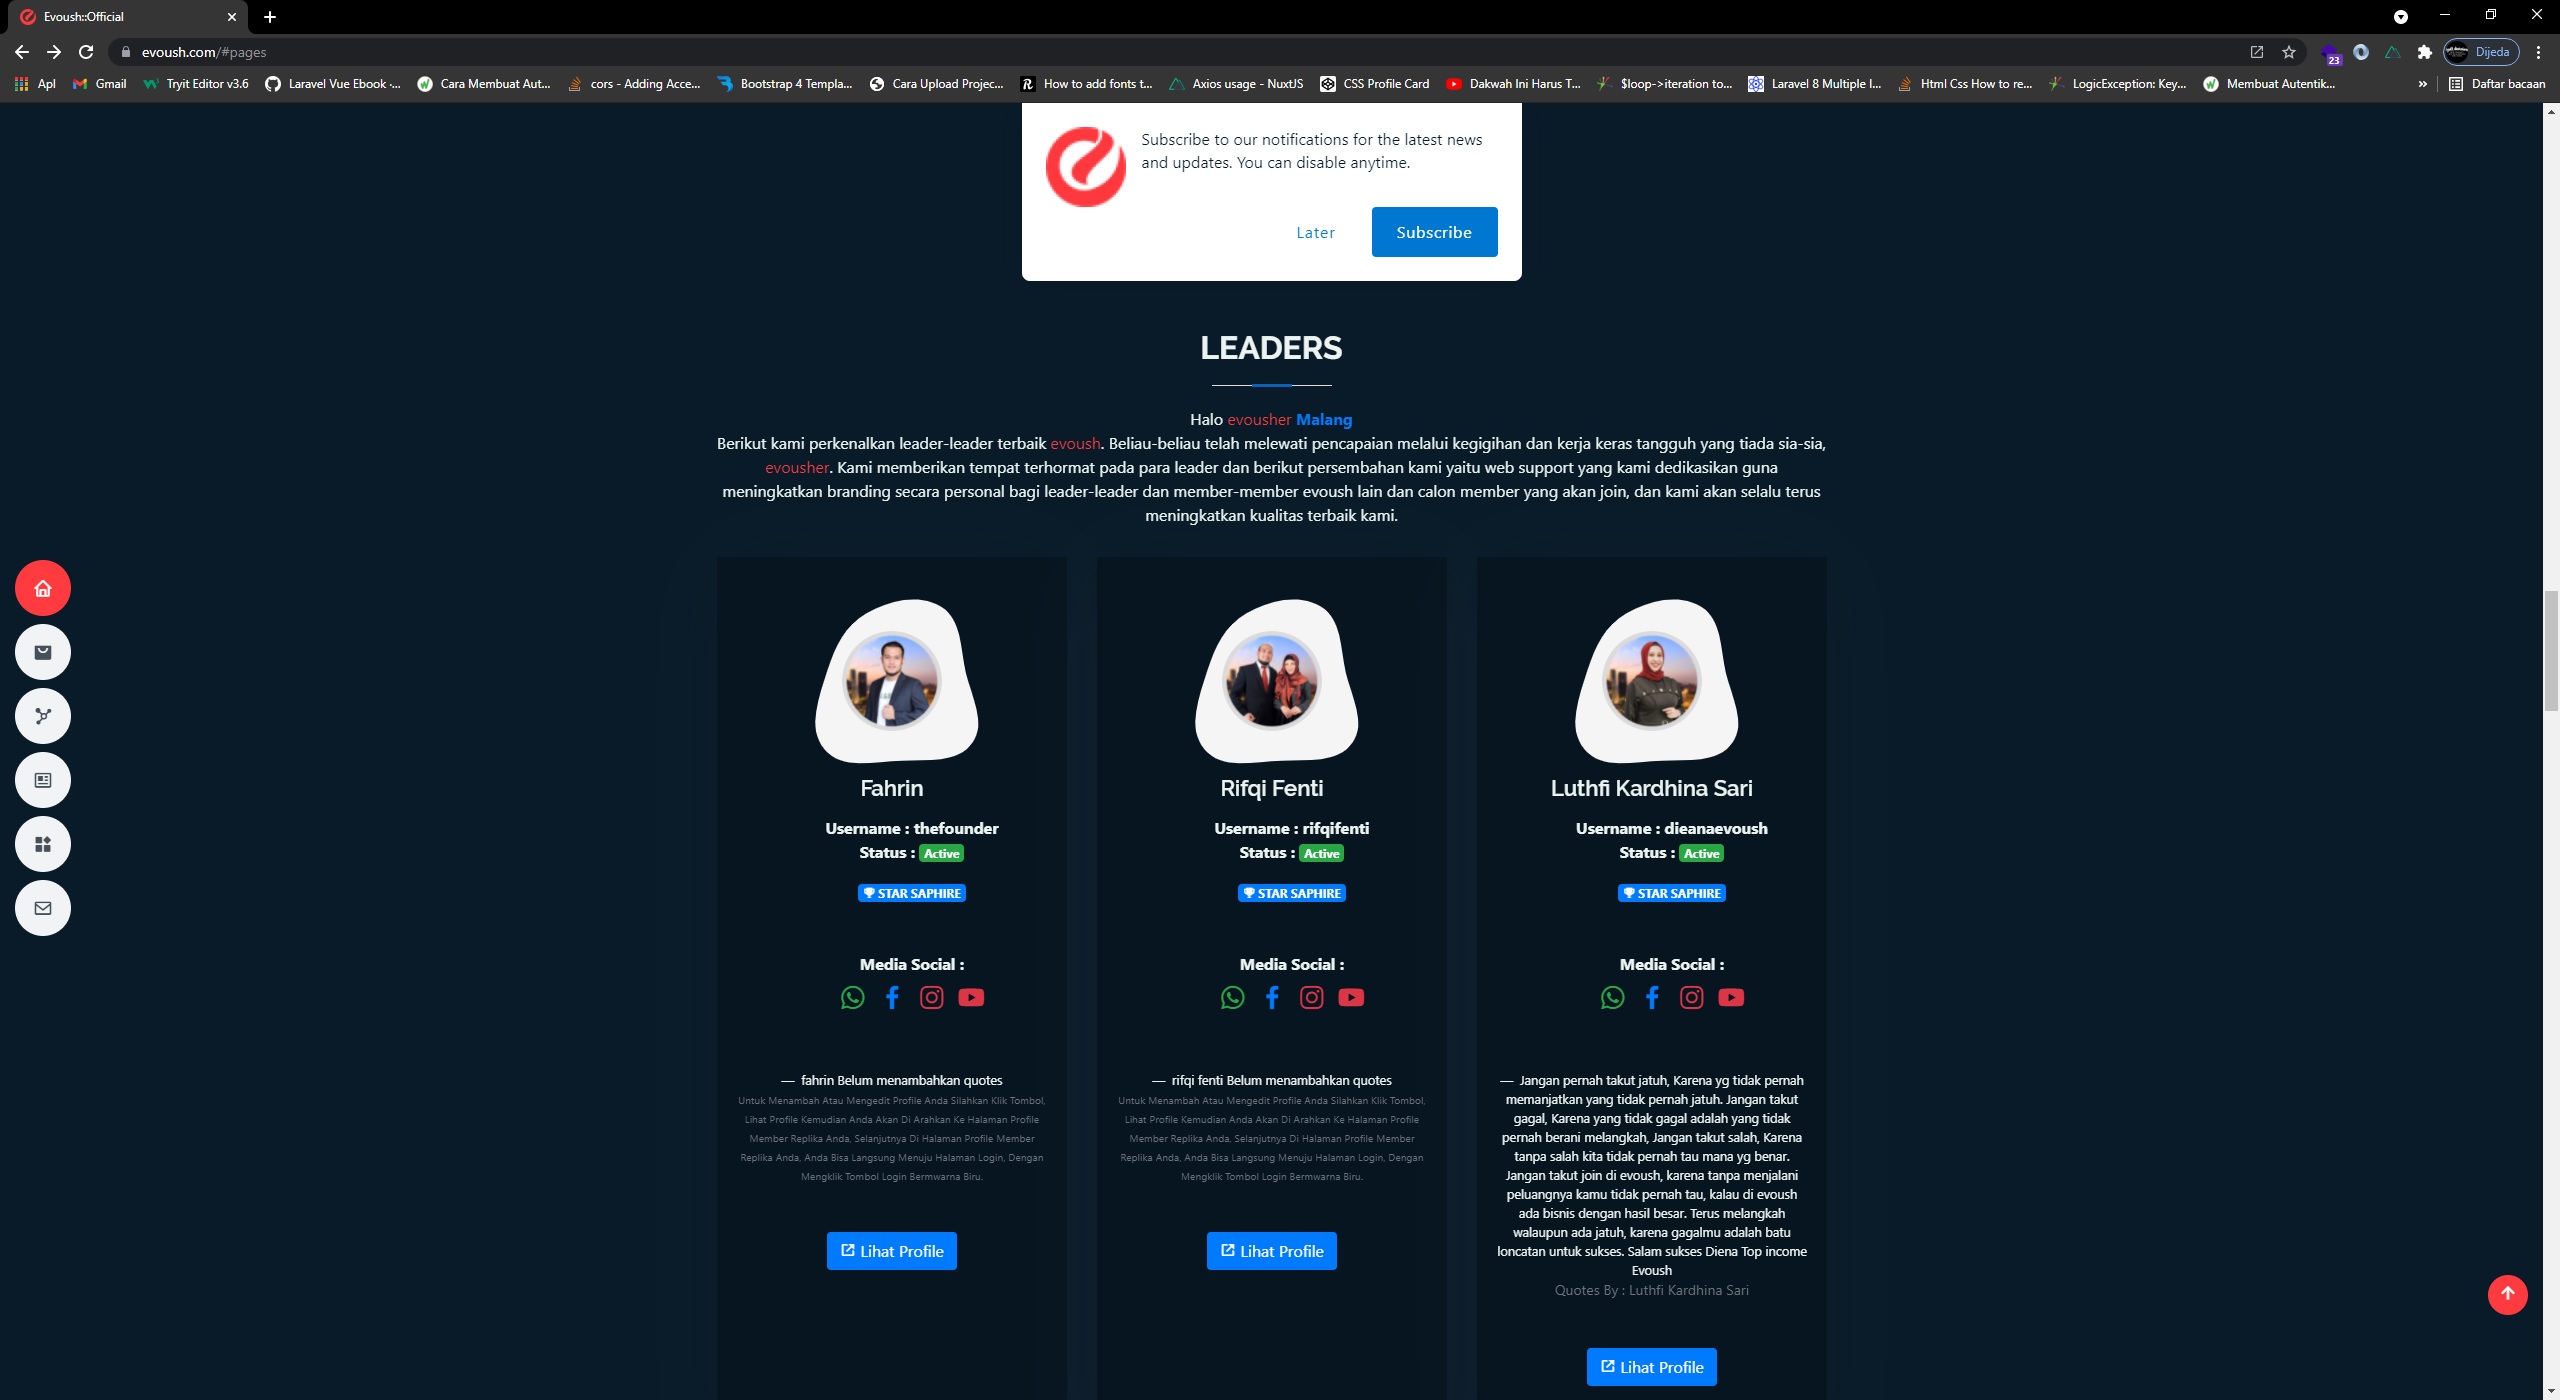 Evoush::Official
evoush.com/#pages
Dijeda
23
Apl
Gmail
Tryit Editor v3.6
Laravel Vue Ebook ·...
Cara Membuat Aut...
cors - Adding Acce...
Bootstrap 4 Templa...
Cara Upload Projec...
How to add fonts t...
Axios usage - NuxtJS
CSS Profile Card
Dakwah Ini Harus T...
$loop->iteration to...
Laravel 8 Multiple I...
Html Css How to re...
LogicException: Key...
Membuat Autentik...
»
Daftar bacaan
Subscribe to our notifications for the latest news
and updates. You can disable anytime.
Later
Subscribe
LEADERS
Halo evousher Malang
Berikut kami perkenalkan leader-leader terbaik evoush. Beliau-beliau telah melewati pencapaian melalui kegigihan dan kerja keras tangguh yang tiada sia-sia,
evousher. Kami memberikan tempat terhormat pada para leader dan berikut persembahan kami yaitu web support yang kami dedikasikan guna
meningkatkan branding secara personal bagi leader-leader dan member-member evoush lain dan calon member yang akan join, dan kami akan selalu terus
meningkatkan kualitas terbaik kami.
Fahrin
Username : thefounder
Status : Active
STAR SAPHIRE
Media Social :
— fahrin Belum menambahkan quotes
Untuk Menambah Atau Mengedit Profile Anda Silahkan Klik Tombol,
Lihat Profile Kemudian Anda Akan Di Arahkan Ke Halaman Profile
Member Replika Anda, Selanjutnya Di Halaman Profile Member
Replika Anda, Anda Bisa Langsung Menuju Halaman Login, Dengan
Mengklik Tombol Login Bermwarna Biru.
Lihat Profile
Rifqi Fenti
Username : rifqifenti
Status : Active
STAR SAPHIRE
Media Social :
— rifqi fenti Belum menambahkan quotes
Untuk Menambah Atau Mengedit Profile Anda Silahkan Klik Tombol,
Lihat Profile Kemudian Anda Akan Di Arahkan Ke Halaman Profile
Member Replika Anda, Selanjutnya Di Halaman Profile Member
Replika Anda, Anda Bisa Langsung Menuju Halaman Login, Dengan
Mengklik Tombol Login Bermwarna Biru.
Lihat Profile
Luthfi Kardhina Sari
Username : dieanaevoush
Status : Active
STAR SAPHIRE
Media Social :
— Jangan pernah takut jatuh, Karena yg tidak pernah
memanjatkan yang tidak pernah jatuh. Jangan takut
gagal, Karena yang tidak gagal adalah yang tidak
pernah berani melangkah, Jangan takut salah, Karena
tanpa salah kita tidak pernah tau mana yg benar.
Jangan takut join di evoush, karena tanpa menjalani
peluangnya kamu tidak pernah tau, kalau di evoush
ada bisnis dengan hasil besar. Terus melangkah
walaupun ada jatuh, karena gagalmu adalah batu
loncatan untuk sukses. Salam sukses Diena Top income
Evoush
Quotes By : Luthfi Kardhina Sari
Lihat Profile